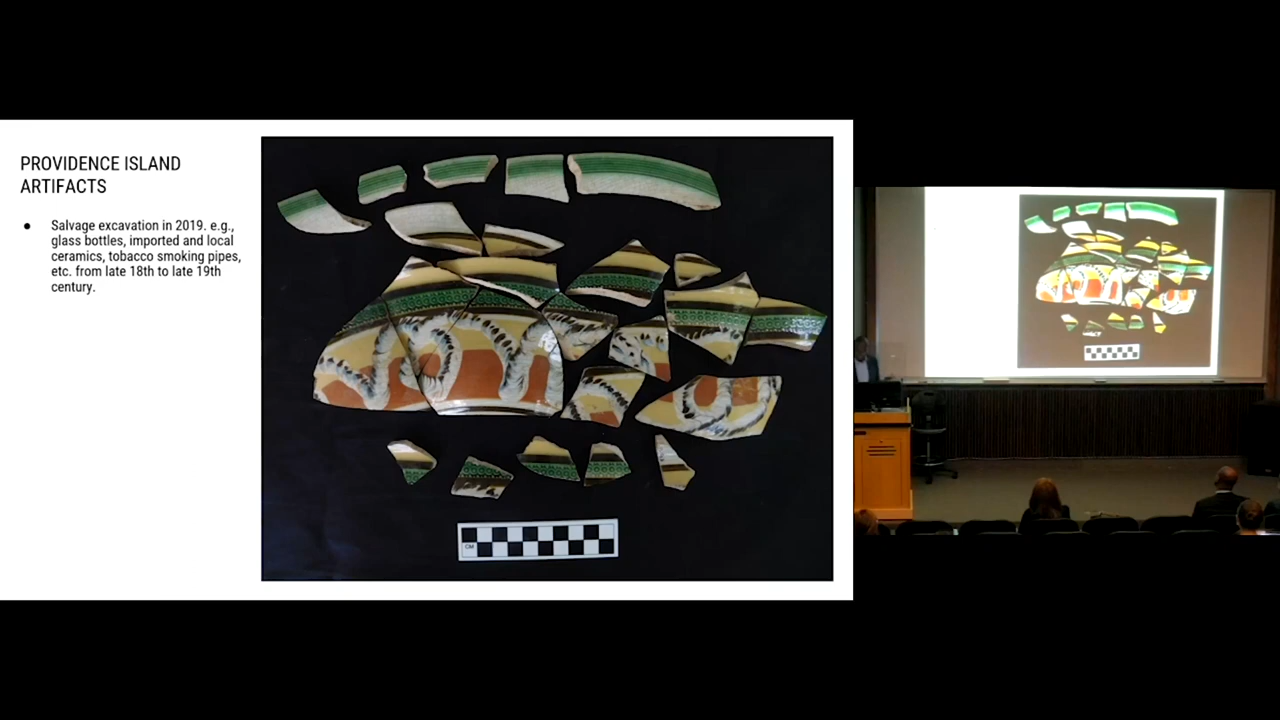 PROVIDENCE ISLAND
ARTIFACTS
● Salvage excavation in 2019. e.g.,
glass bottles, imported and local
ceramics, tobacco smoking pipes,
etc. from late 18th to late 19th
century.
CM